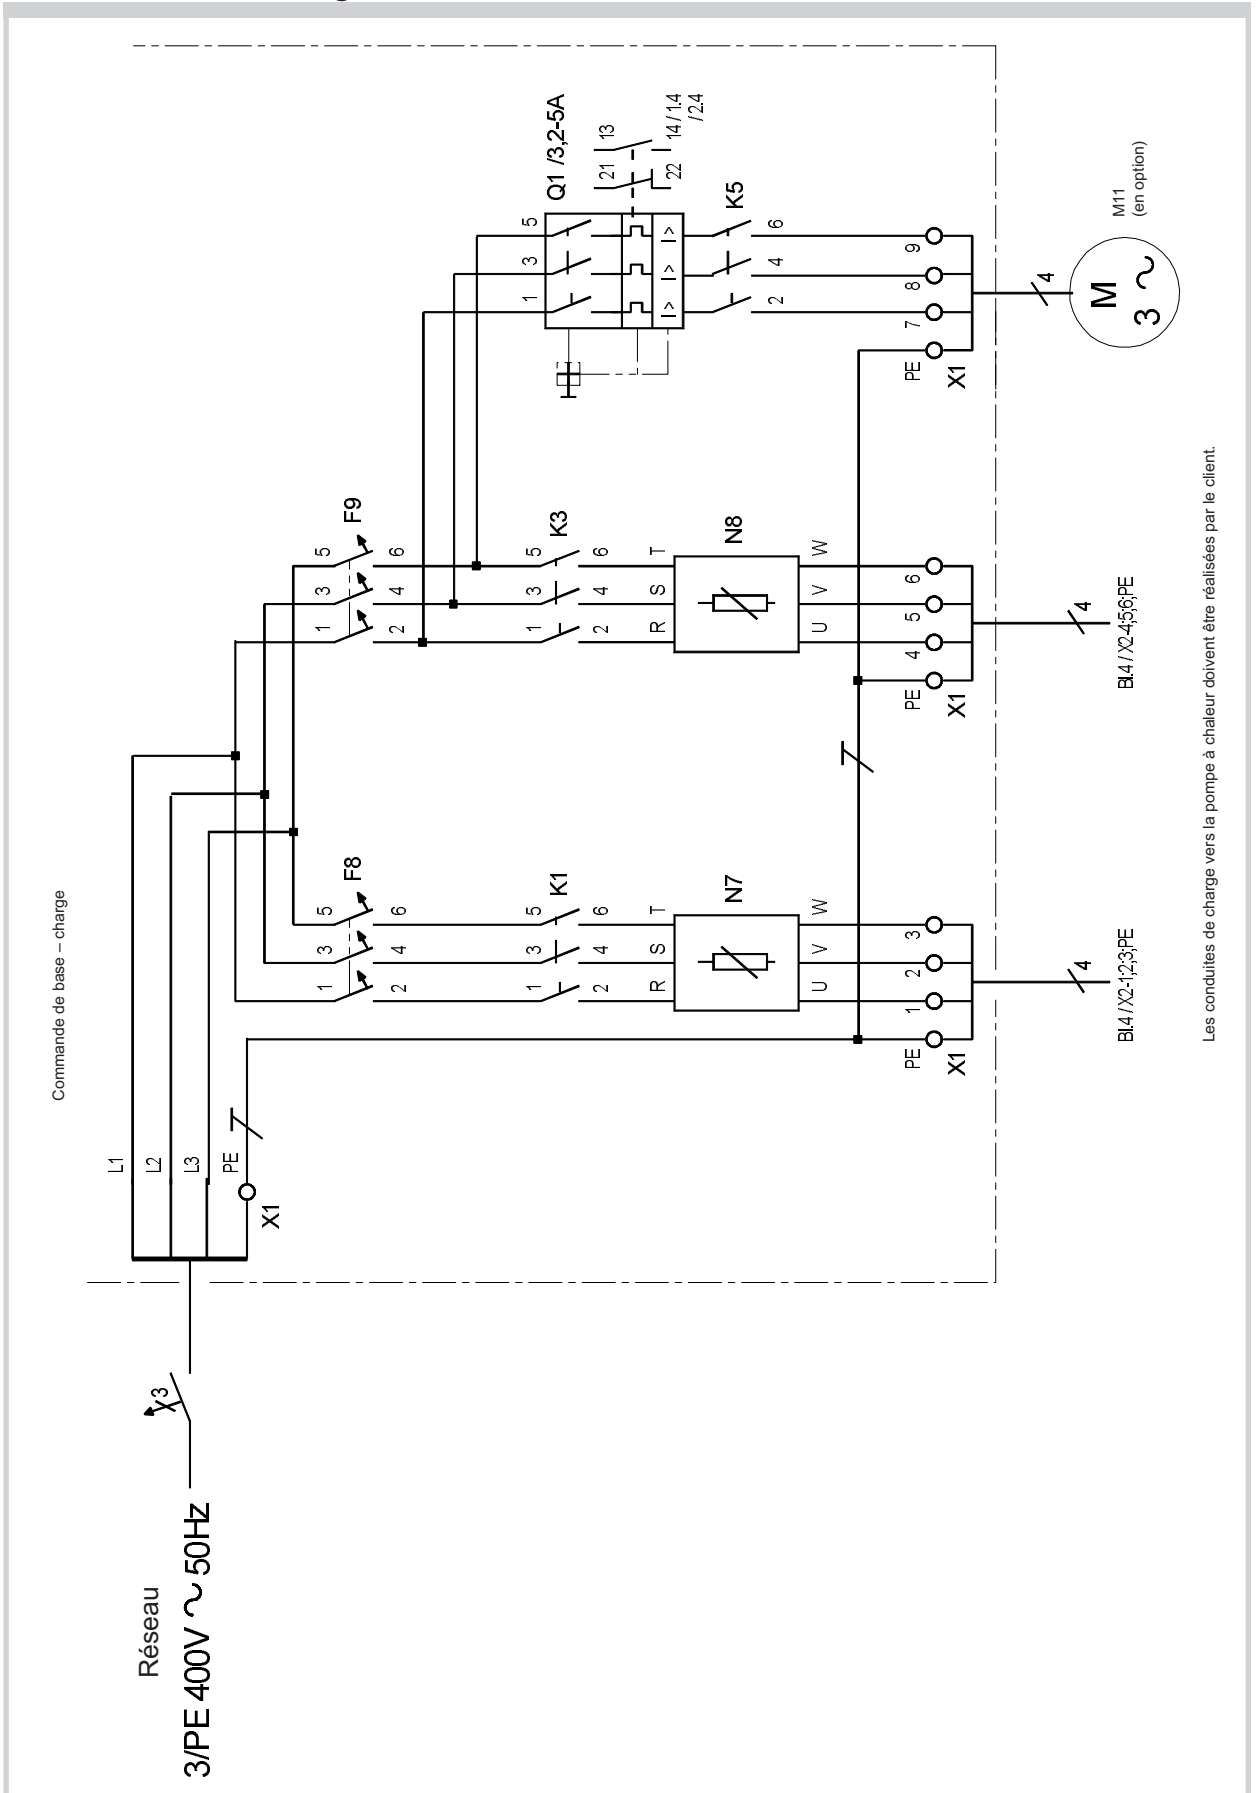 Commande de base – charge
Réseau
3/PE 400V ~ 50Hz
3
L1
L2
L3
PE
X1
F8
1 3 5
2 4 6
K1
1 3 5
2 4 6
R S T
N7
U V W
PE 1 2 3
X1
4
Bl.4 / X2-1;2;3;PE
F9
1 3 5
2 4 6
K3
1 3 5
2 4 6
R S T
N8
U V W
PE 4 5 6
X1
4
Bl.4 / X2-4;5;6;PE
Q1 /3,2-5A
1 3 5
21 13
22 14 / 1.4
/ 2.4
> > >
K5
2 4 6
PE 7 8 9
X1
4
M
3 ~
M11
(en option)
Les conduites de charge vers la pompe à chaleur doivent être réalisées par le client.